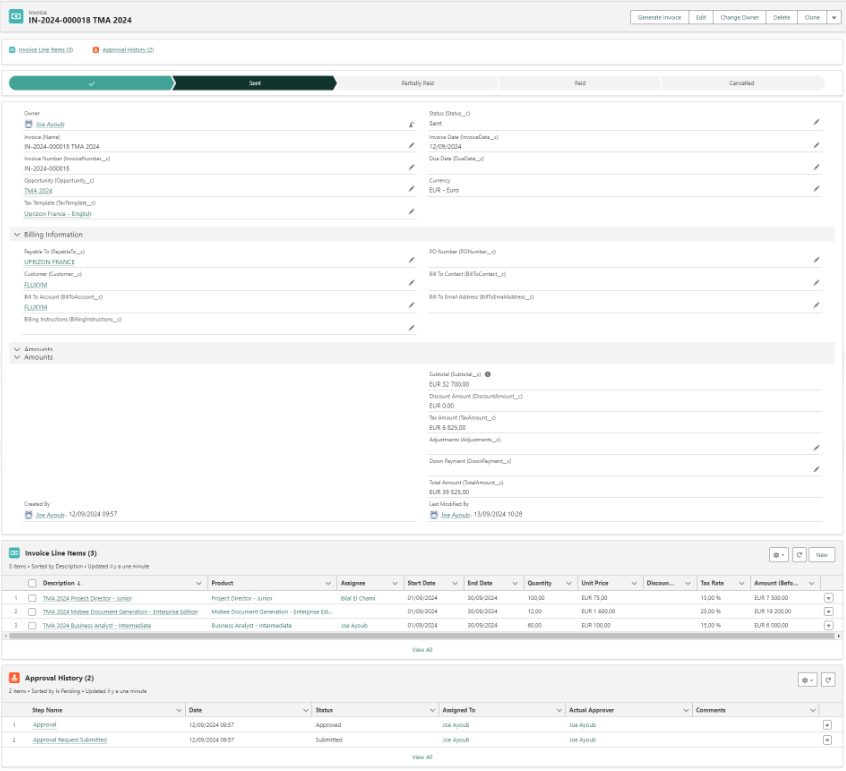 Invoice
IN-2024-000018 TMA 2024
Generate Invoice Edit Change Owner Delete Clone
Invoice Line Items (3) Approval History (2)
Sent Partially Paid Paid Cancelled
Owner
Joe Ayoub
Status (Status__c)
Sent
Invoice (Name)
IN-2024-000018 TMA 2024
Invoice Date (InvoiceDate__c)
12/09/2024
Invoice Number (InvoiceNumber__c)
IN-2024-000018
Due Date (DueDate__c)
Opportunity (Opportunity__c)
TMA 2024
Currency
EUR - Euro
Tax Template (TaxTemplate__c)
Uprizon France - English
Billing Information
Payable To (PayableTo__c)
UPRIZON FRANCE
PO Number (PONumber__c)
Customer (Customer__c)
FLUXYM
Bill To Contact (BillToContact__c)
Bill To Account (BillToAccount__c)
FLUXYM
Bill To Email Address (BillToEmailAddress__c)
Billing Instructions (BillingInstructions__c)
Amounts
Amounts
Subtotal (Subtotal__c)
EUR 32 700,00
Discount Amount (DiscountAmount__c)
EUR 0,00
Tax Amount (TaxAmount__c)
EUR 6 825,00
Adjustments (Adjustments__c)
Down Payment (DownPayment__c)
Total Amount (TotalAmount__c)
EUR 39 525,00
Created By
Joe Ayoub, 12/09/2024 09:57
Last Modified By
Joe Ayoub, 13/09/2024 10:28
Invoice Line Items (3)
New
3 items • Sorted by Description • Updated il y a une minute
Description ↓ Product Assignee Start Date End Date Quantity Unit Price Discoun... Tax Rate Amount (Befo...
1 TMA 2024 Project Director - Junior Project Director - Junior Bilal El Chami 01/09/2024 30/09/2024 100,00 EUR 75,00 15,00 % EUR 7 500,00
2 TMA 2024 Mobee Document Generation - Enterprise Edition Mobee Document Generation - Enterprise Edi... 01/09/2024 30/09/2024 12,00 EUR 1 600,00 25,00 % EUR 19 200,00
3 TMA 2024 Business Analyst - Intermediate Business Analyst - Intermediate Joe Ayoub 01/09/2024 30/09/2024 60,00 EUR 100,00 15,00 % EUR 6 000,00
View All
Approval History (2)
2 items • Sorted by Is Pending • Updated il y a une minute
Step Name Date Status Assigned To Actual Approver Comments
1 Approval 12/09/2024 09:57 Approved Joe Ayoub Joe Ayoub
2 Approval Request Submitted 12/09/2024 09:57 Submitted Joe Ayoub Joe Ayoub
View All